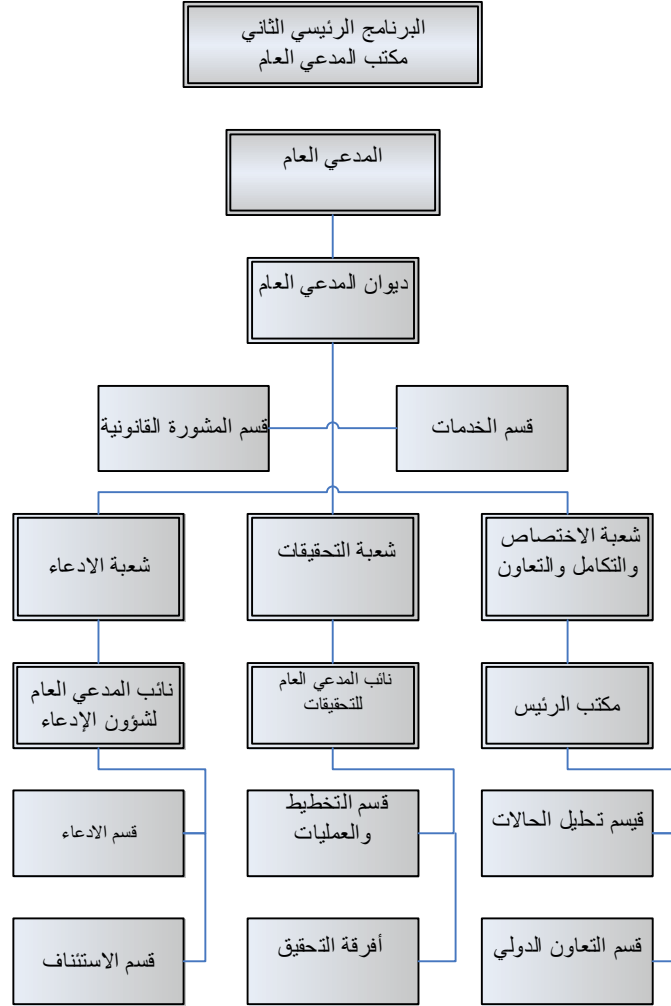 البرنامج الرئيسي الثاني
مكتب المدعي العام
المدعي العام
ديوان المدعي العام
قسم الخدمات
قسم المشورة القانونية
شعبة الاختصاص
والتكامل والتعاون
شعبة التحقيقات
شعبة الادعاء
مكتب الرئيس
نائب المدعي العام
للتحقيقات
نائب المدعي العام
لشؤون الإدعاء
قيسم تحليل الحالات
قسم التخطيط
والعمليات
قسم الادعاء
قسم التعاون الدولي
أفرقة التحقيق
قسم الاستئناف